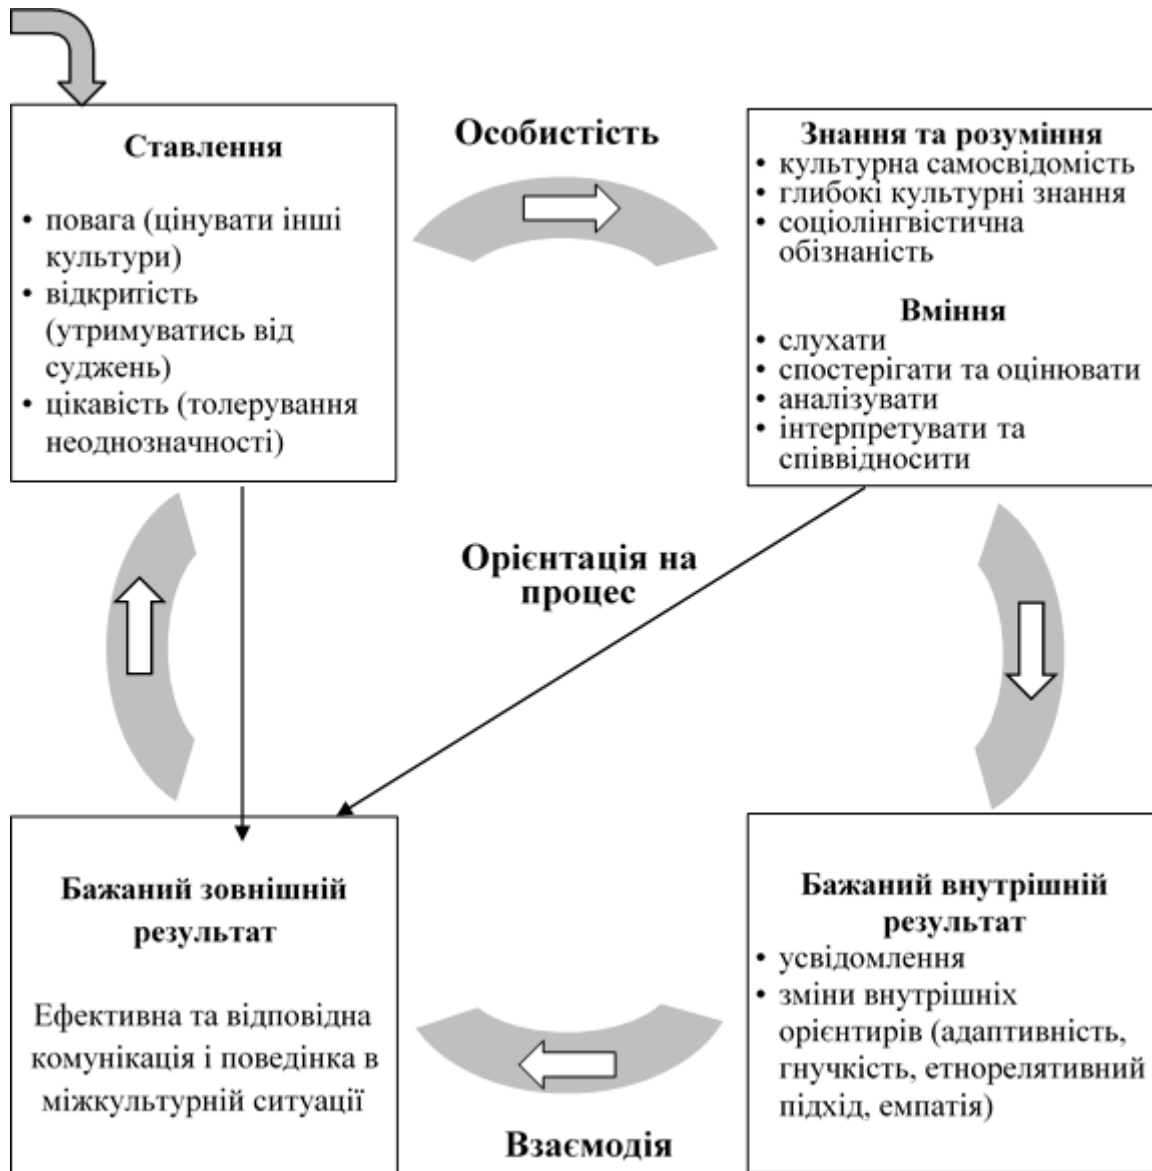 Ставлення
• повага (цінувати інші
культури)
• відкритість
(утримуватись від
суджень)
• цікавість (толерування
неоднозначності)
Особистість
Знання та розуміння
• культурна самосвідомість
• глибокі культурні знання
• соціолінгвістична
обізнаність
Вміння
• слухати
• спостерігати та оцінювати
• аналізувати
• інтерпретувати та
співвідносити
Орієнтація на
процес
Бажаний зовнішній
результат
Ефективна та відповідна
комунікація і поведінка в
міжкультурній ситуації
Взаємодія
Бажаний внутрішній
результат
• усвідомлення
• зміни внутрішніх
орієнтирів (адаптивність,
гнучкість, етнорелятивний
підхід, емпатія)